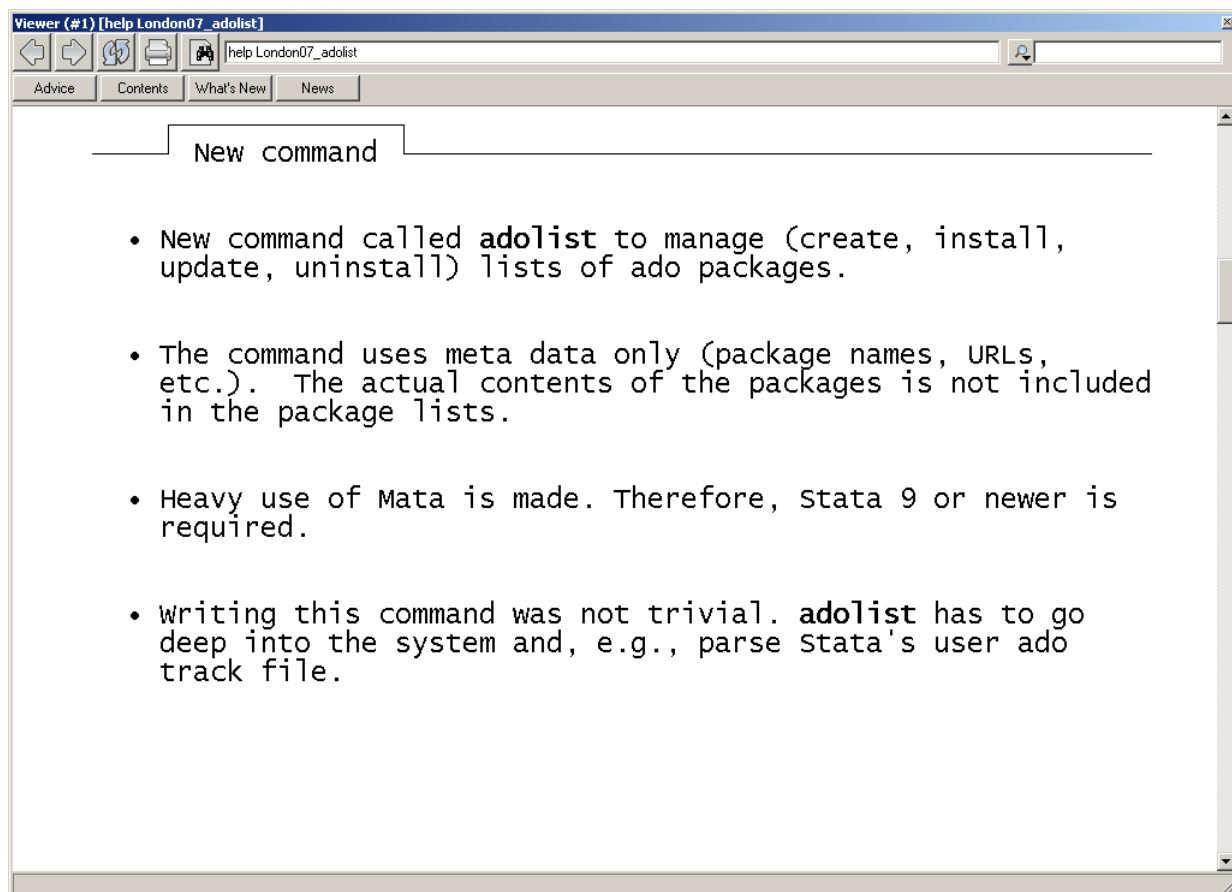 Viewer (#1) [help London07_adolist]
help London07_adolist
Advice Contents What's New News
New command
• New command called adolist to manage (create, install,
update, uninstall) lists of ado packages.
• The command uses meta data only (package names, URLs,
etc.). The actual contents of the packages is not included
in the package lists.
• Heavy use of Mata is made. Therefore, Stata 9 or newer is
required.
• Writing this command was not trivial. adolist has to go
deep into the system and, e.g., parse Stata's user ado
track file.